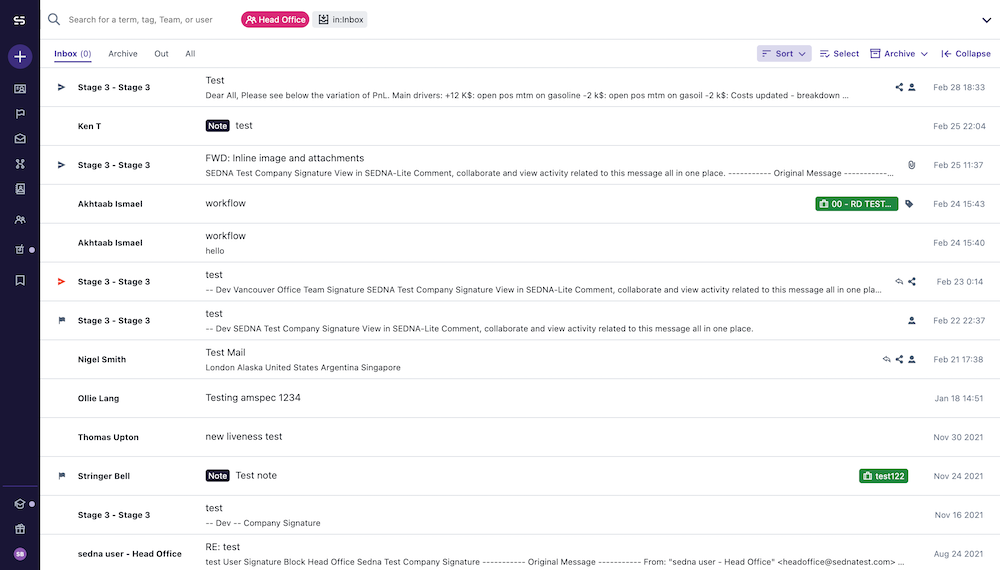 Search for a term, tag, Team, or user
Head Office
in:Inbox
Inbox (0)
Archive
Out
All
Sort
Select
Archive
Collapse
Stage 3 - Stage 3
Test
Dear All, Please see below the variation of PnL. Main drivers: +12 K$: open pos mtm on gasoline -2 k$: open pos mtm on gasoil -2 k$: Costs updated - breakdown ...
Feb 28 18:33
Ken T
Note test
Feb 25 22:04
Stage 3 - Stage 3
FWD: Inline image and attachments
SEDNA Test Company Signature View in SEDNA-Lite Comment, collaborate and view activity related to this message all in one place. ----------- Original Message -----------...
Feb 25 11:37
Akhtaab Ismael
workflow
00 - RD TEST...
Feb 24 15:43
Akhtaab Ismael
workflow
hello
Feb 24 15:40
Stage 3 - Stage 3
test
-- Dev Vancouver Office Team Signature SEDNA Test Company Signature View in SEDNA-Lite Comment, collaborate and view activity related to this message all in one pla...
Feb 23 0:14
Stage 3 - Stage 3
test
-- Dev SEDNA Test Company Signature View in SEDNA-Lite Comment, collaborate and view activity related to this message all in one place.
Feb 22 22:37
Nigel Smith
Test Mail
London Alaska United States Argentina Singapore
Feb 21 17:38
Ollie Lang
Testing amspec 1234
Jan 18 14:51
Thomas Upton
new liveness test
Nov 30 2021
Stringer Bell
Note Test note
test122
Nov 24 2021
Stage 3 - Stage 3
test
-- Dev -- Company Signature
Nov 16 2021
SB
sedna user - Head Office
RE: test
test User Signature Block Head Office Sedna Test Company Signature ----------- Original Message ----------- From: "sedna user - Head Office" <headoffice@sednatest.com> ...
Aug 24 2021